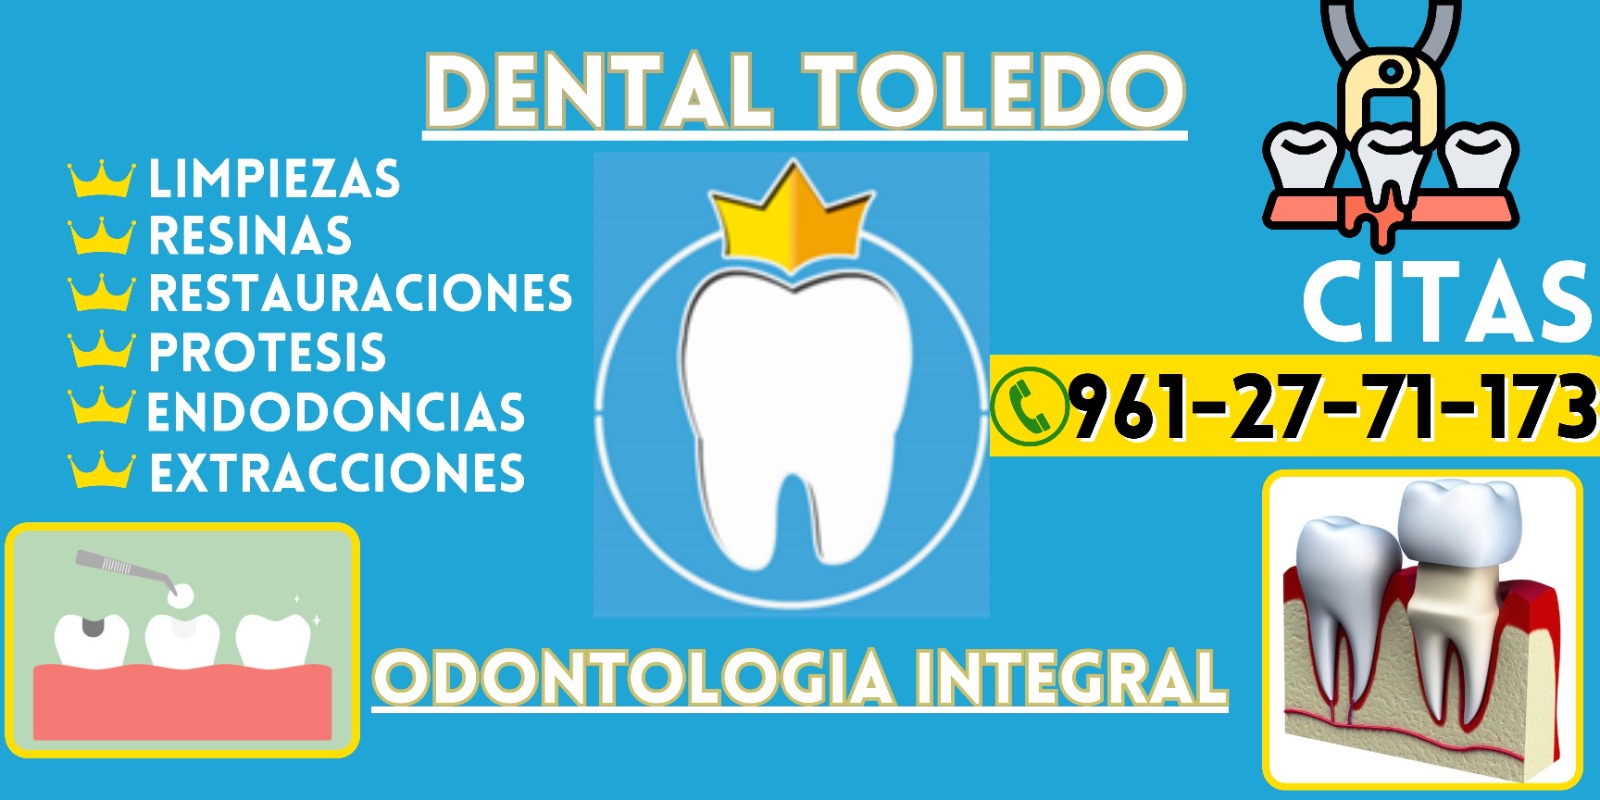 DENTAL TOLEDO
LIMPIEZAS
RESINAS
RESTAURACIONES
PROTESIS
ENDODONCIAS
EXTRACCIONES
CITAS
961-27-71-173
ODONTOLOGIA INTEGRAL